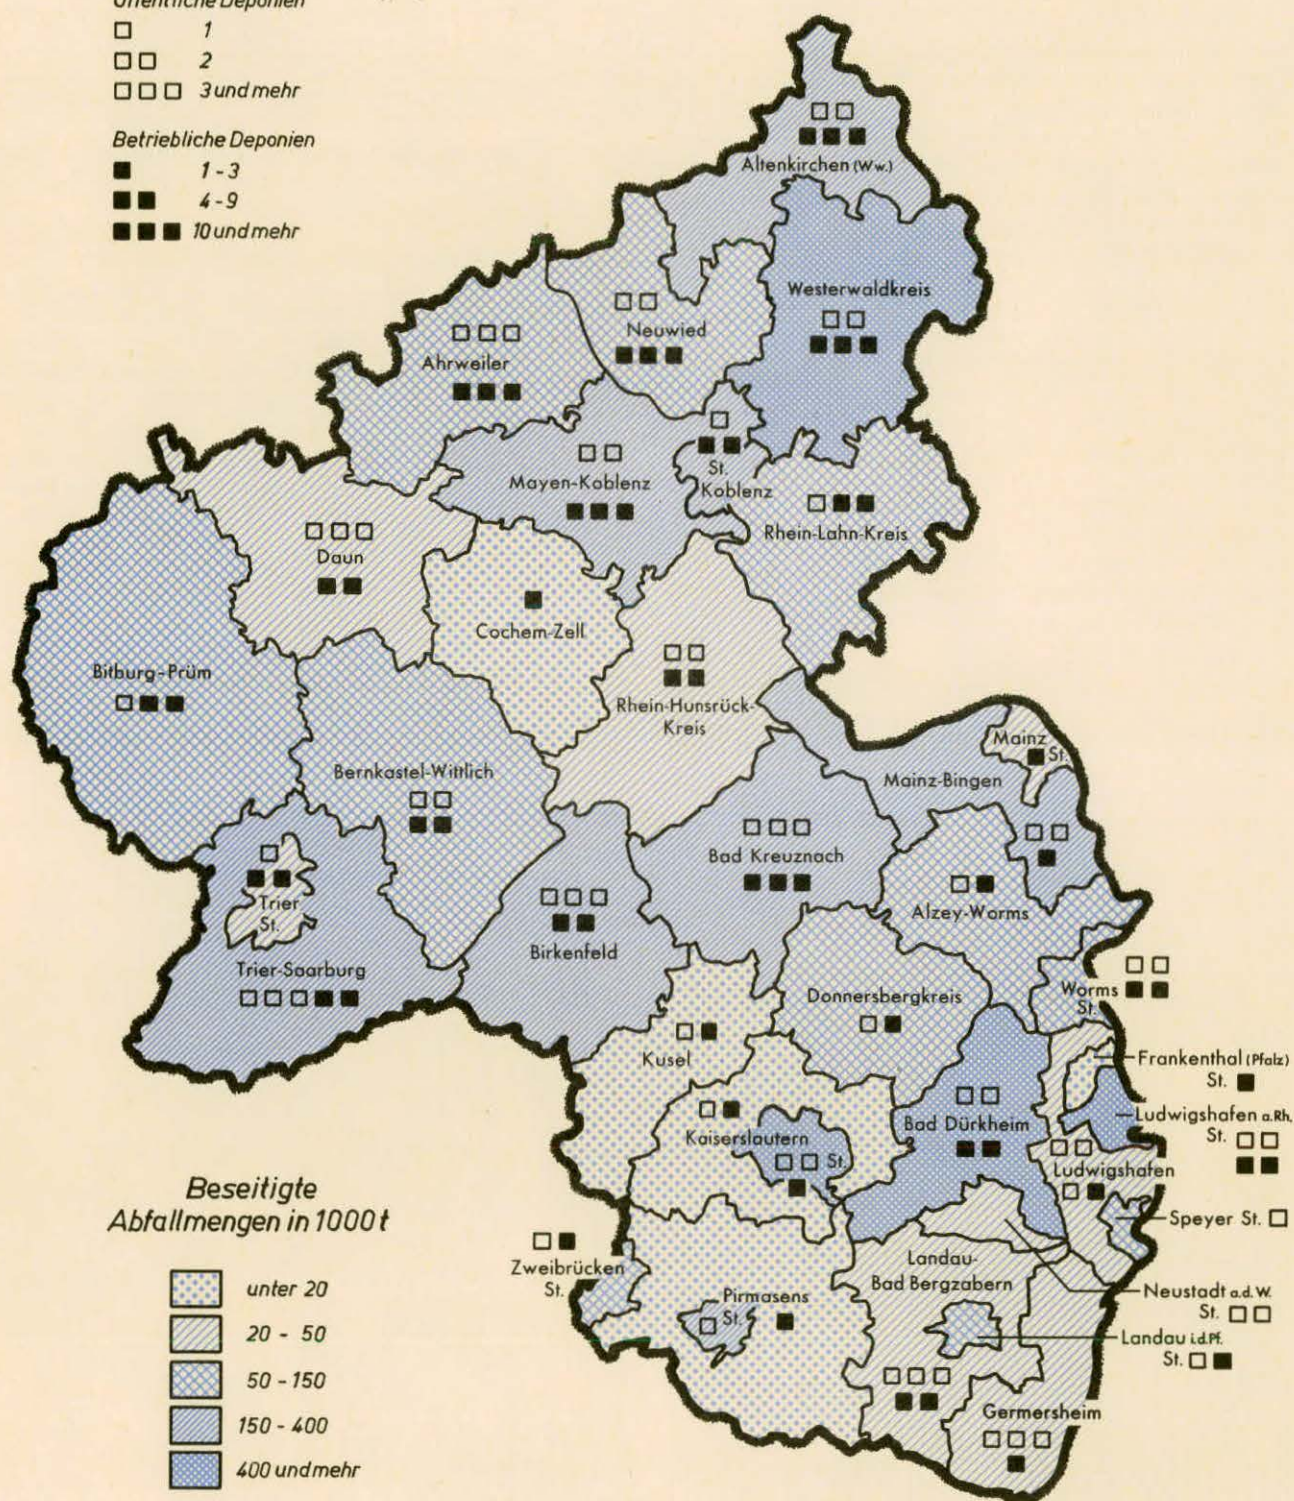 Öffentliche Deponien
1
2
3 und mehr
Betriebliche Deponien
1 - 3
4 - 9
10 und mehr
Altenkirchen (Ww.)
Westerwaldkreis
Neuwied
Ahrweiler
Mayen-Koblenz
St.
Koblenz
Rhein-Lahn-Kreis
Daun
Cochem-Zell
Bitburg-Prüm
Rhein-Hunsrück-
Kreis
Mainz
St.
Bernkastel-Wittlich
Mainz-Bingen
Bad Kreuznach
Trier
St.
Alzey-Worms
Birkenfeld
Trier-Saarburg
Worms
St.
Donnersbergkreis
Kusel
Frankenthal (Pfalz)
St.
Ludwigshafen a.Rh.
St.
Kaiserslautern
St.
Bad Dürkheim
Ludwigshafen
Speyer St.
Zweibrücken
St.
Landau-
Bad Bergzabern
Pirmasens
St.
Neustadt a.d.W.
St.
Landau i.d.Pf.
St.
Germersheim
Beseitigte
Abfallmengen in 1000 t
unter 20
20 - 50
50 - 150
150 - 400
400 und mehr